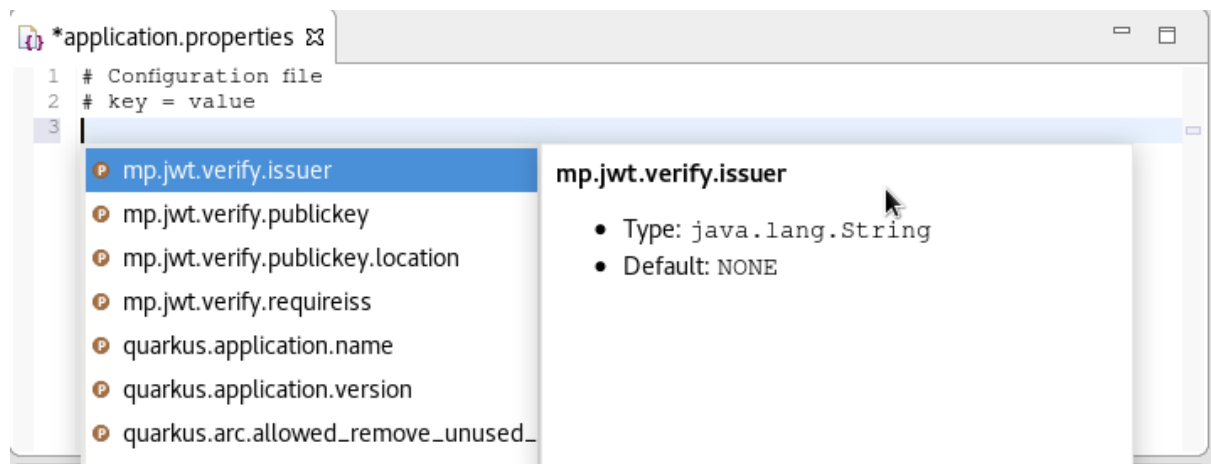 *application.properties
1 # Configuration file
2 # key = value
3
mp.jwt.verify.issuer
mp.jwt.verify.publickey
mp.jwt.verify.publickey.location
mp.jwt.verify.requireiss
quarkus.application.name
quarkus.application.version
quarkus.arc.allowed_remove_unused_
mp.jwt.verify.issuer
• Type: java.lang.String
• Default: NONE